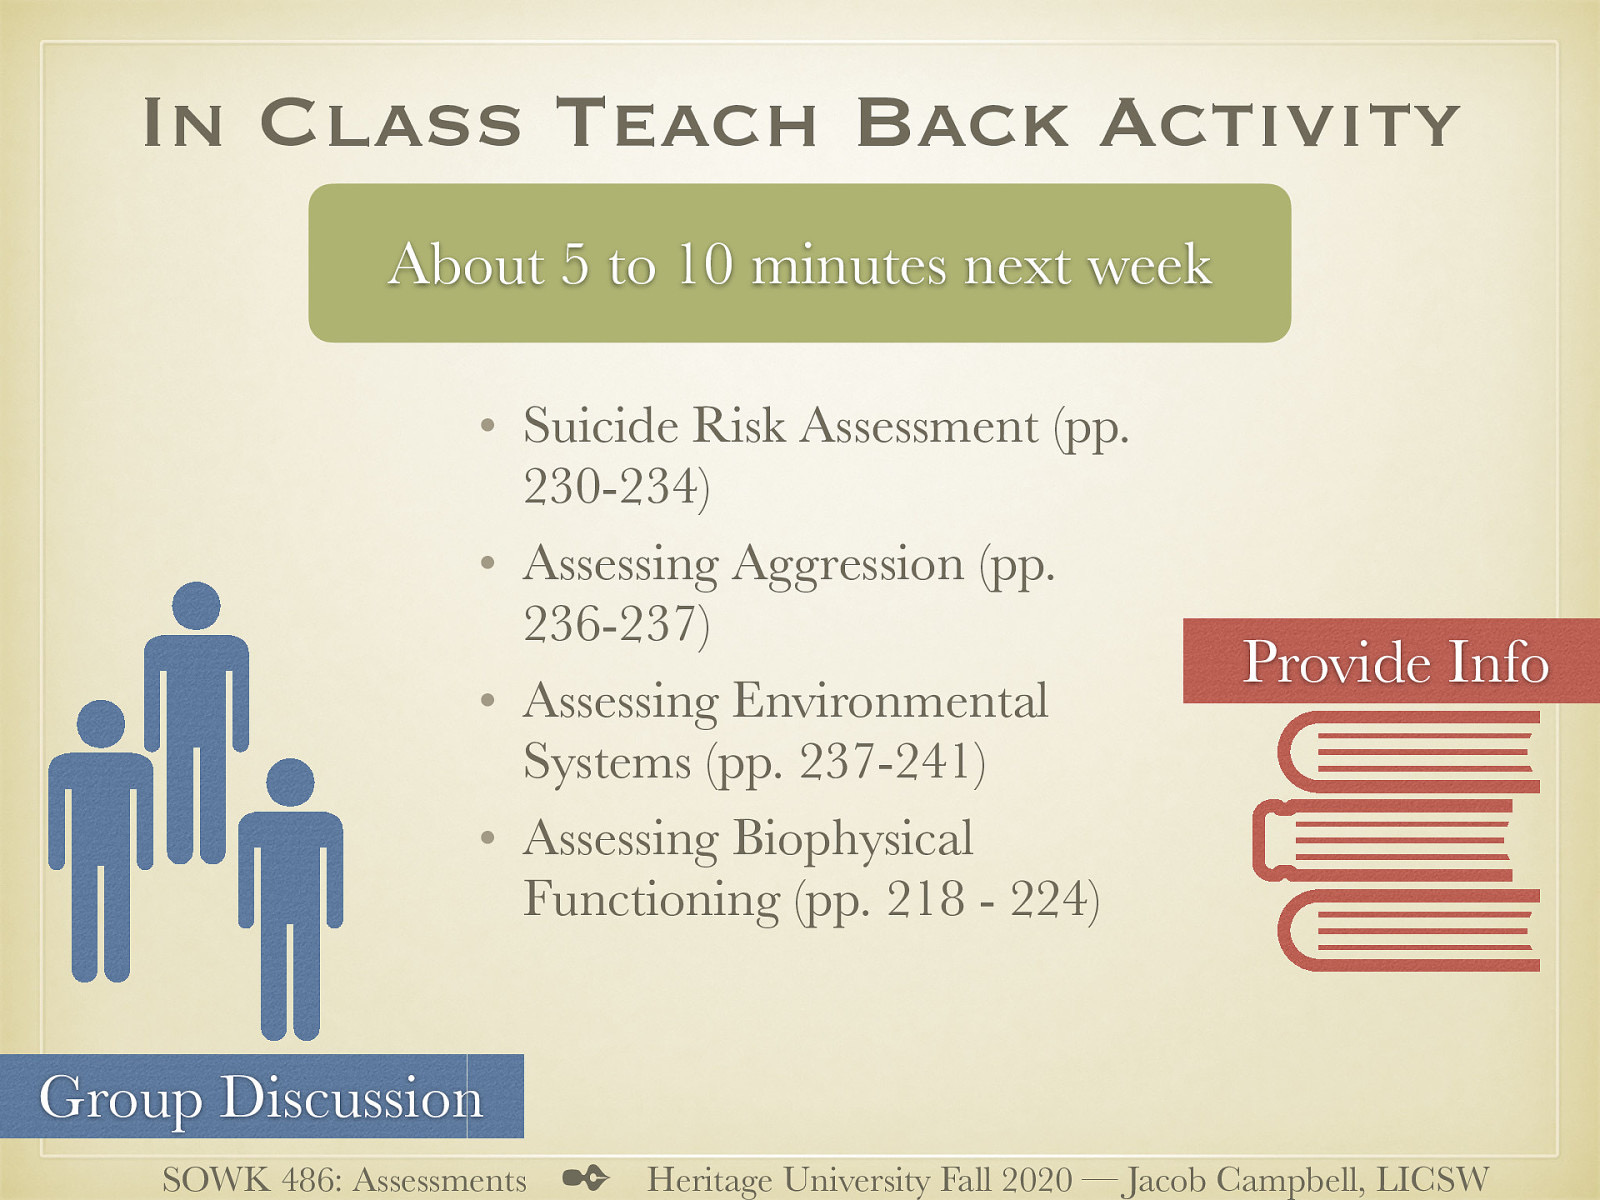 In Class Teach Back Activity
About 5 to 10 minutes next week
• Suicide Risk Assessment (pp.
230-234)
• Assessing Aggression (pp.
236-237)
• Assessing Environmental
Systems (pp. 237-241)
• Assessing Biophysical
Functioning (pp. 218 - 224)
Provide Info
Group Discussion
SOWK 486: Assessments ✒ Heritage University Fall 2020 — Jacob Campbell, LICSW